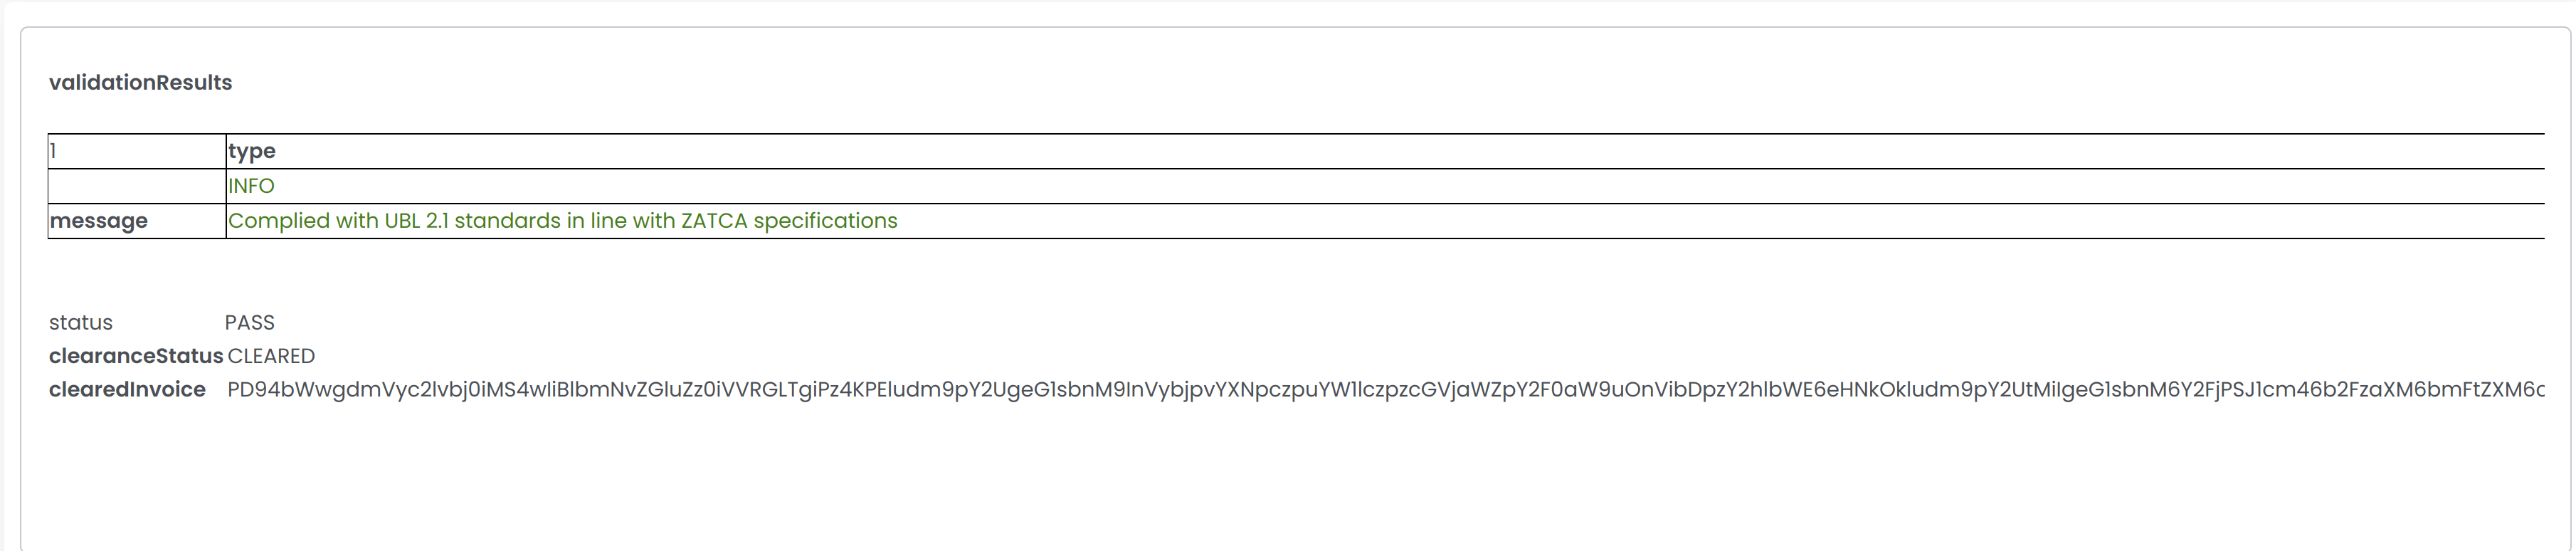 validationResults
1 type
INFO
message Complied with UBL 2.1 standards in line with ZATCA specifications
status PASS
clearanceStatus CLEARED
clearedInvoice PD94bWwgdmVyc2lvbj0iMS4wIiBlbmNvZGluZz0iVVRGLTgiPz4KPEludm9pY2UgeG1sbnM9InVybjpvYXNpczpuYW1lczpzcGVjaWZpY2F0aW9uOnVibDpzY2hlbWE6eHNkOkludm9pY2UtMiIgeG1sbnM6Y2FjPSJ1cm46b2FzaXM6bmFtZXM6c